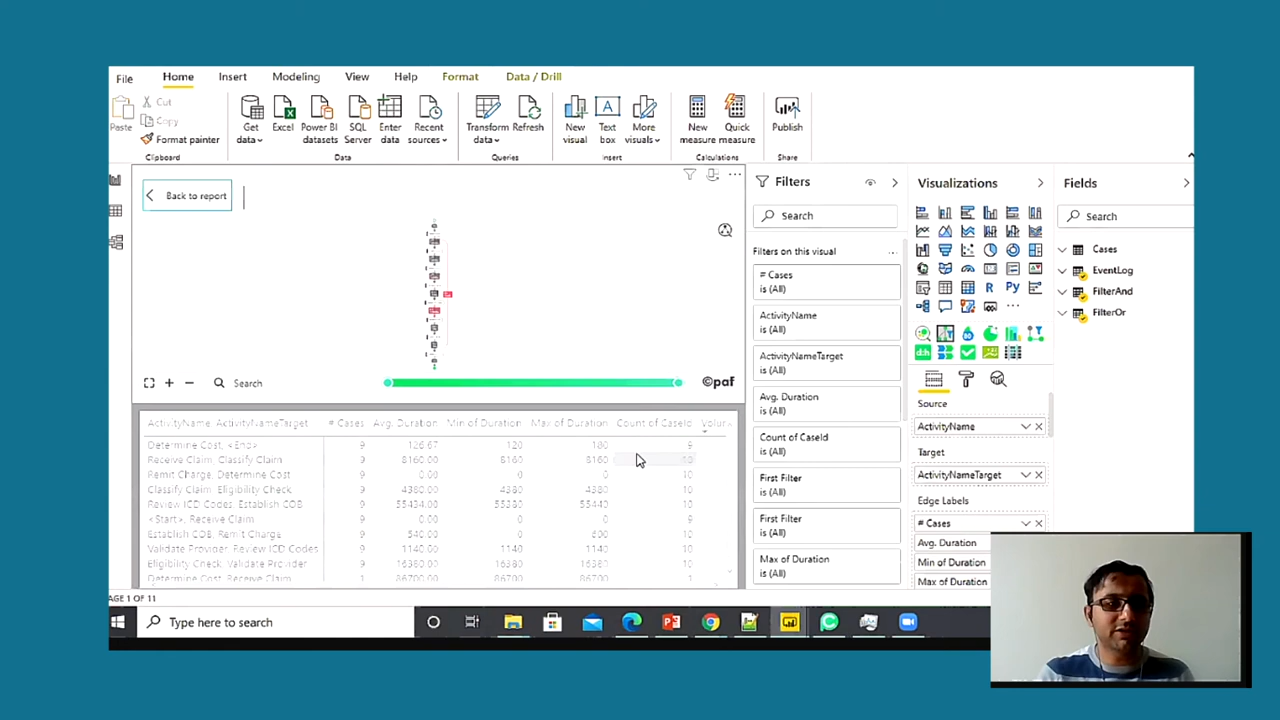 File Home Insert Modeling View Help Format Data / Drill
Paste Cut Copy Format painter
Clipboard
Get data Excel Power BI datasets SQL Server Enter data Recent sources
Data
Transform data Refresh
Queries
New visual Text box More visuals
Insert
New measure Quick measure
Calculations
Publish
Share
Back to report
Search
©paf
ActivityName ActivityNameTarget # Cases Avg. Duration Min of Duration Max of Duration Count of CaseId
Determine Cost, <End> 9 126.67 120 180 9
Receive Claim, Classify Claim 9 8160.00 8160 8160 10
Remit Charge, Determine Cost 9 0.00 0 0 10
Classify Claim, Eligibility Check 9 4380.00 4380 4380 10
Review ICD Codes, Establish COB 9 55434.00 55380 55440 10
<Start>, Receive Claim 9 0.00 0 0 9
Establish COB, Remit Charge 9 540.00 0 600 10
Validate Provider, Review ICD Codes 9 1140.00 1140 1140 10
Eligibility Check, Validate Provider 9 16380.00 16380 16380 10
Determine Cost, Receive Claim 1 86700.00 86700 86700 1
PAGE 1 OF 11
Filters
Search
Filters on this visual
# Cases
is (All)
ActivityName
is (All)
ActivityNameTarget
is (All)
Avg. Duration
is (All)
Count of CaseId
is (All)
First Filter
is (All)
First Filter
is (All)
Max of Duration
is (All)
Visualizations
R Py
Source
ActivityName
Target
ActivityNameTarget
Edge Labels
# Cases
Avg. Duration
Min of Duration
Max of Duration
Fields
Search
Cases
EventLog
FilterAnd
FilterOr
Type here to search